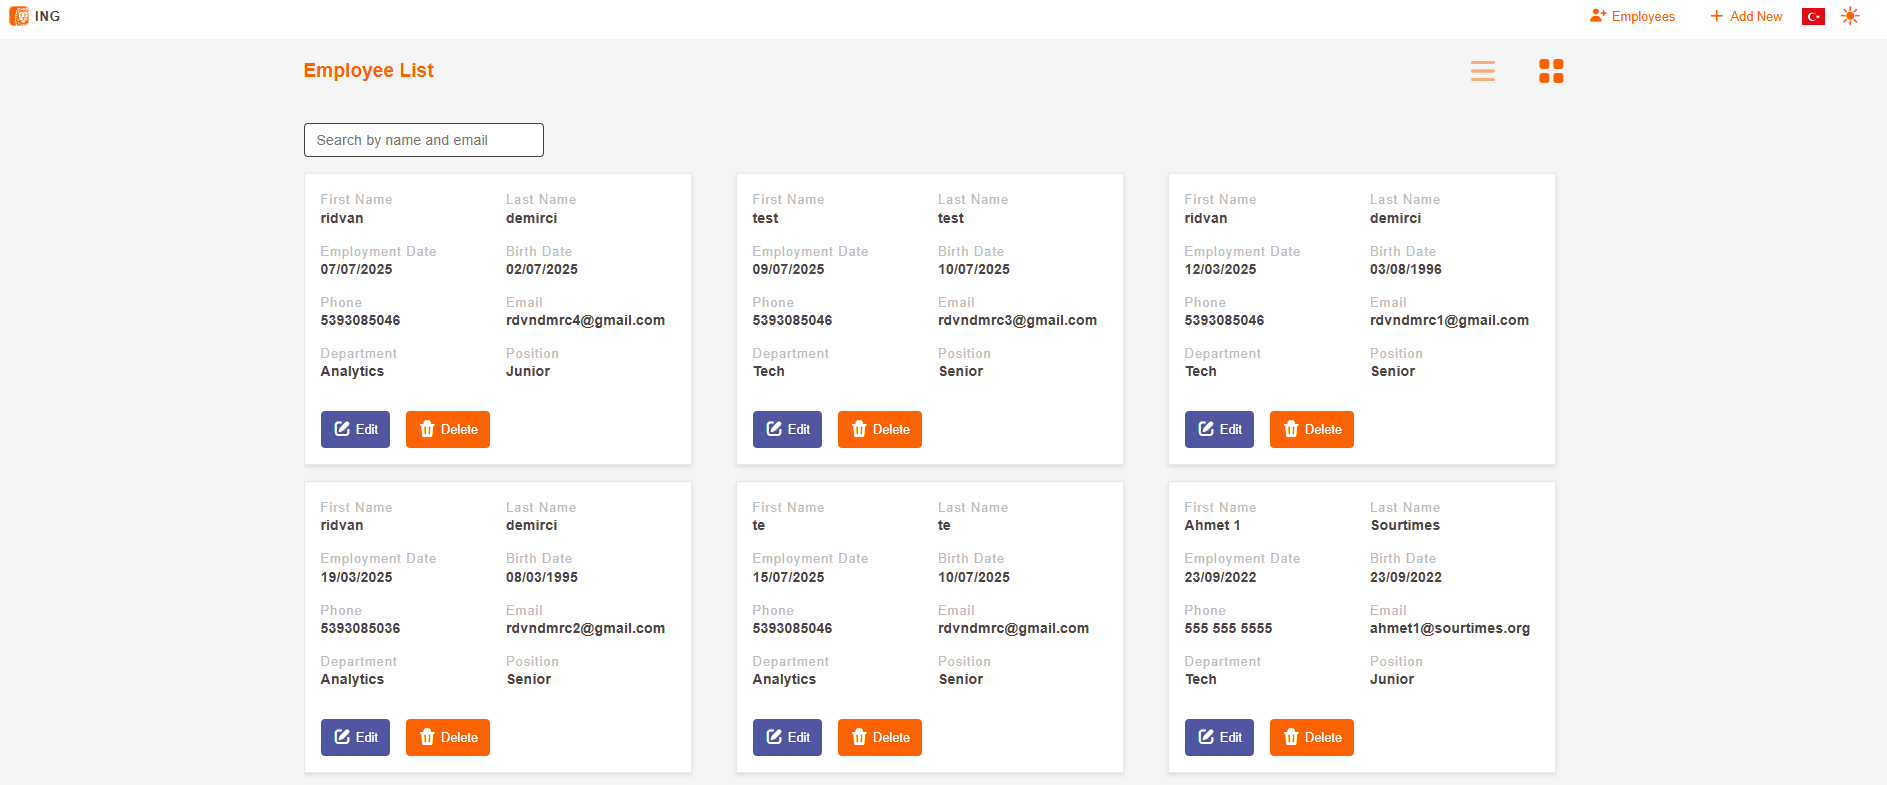 ING
Employees
Add New
Employee List
Search by name and email
First Name Last Name
ridvan demirci
Employment Date Birth Date
07/07/2025 02/07/2025
Phone Email
5393085046 rdvndmrc4@gmail.com
Department Position
Analytics Junior
Edit Delete
First Name Last Name
test test
Employment Date Birth Date
09/07/2025 10/07/2025
Phone Email
5393085046 rdvndmrc3@gmail.com
Department Position
Tech Senior
Edit Delete
First Name Last Name
ridvan demirci
Employment Date Birth Date
12/03/2025 03/08/1996
Phone Email
5393085046 rdvndmrc1@gmail.com
Department Position
Tech Senior
Edit Delete
First Name Last Name
ridvan demirci
Employment Date Birth Date
19/03/2025 08/03/1995
Phone Email
5393085036 rdvndmrc2@gmail.com
Department Position
Analytics Senior
Edit Delete
First Name Last Name
te te
Employment Date Birth Date
15/07/2025 10/07/2025
Phone Email
5393085046 rdvndmrc@gmail.com
Department Position
Analytics Senior
Edit Delete
First Name Last Name
Ahmet 1 Sourtimes
Employment Date Birth Date
23/09/2022 23/09/2022
Phone Email
555 555 5555 ahmet1@sourtimes.org
Department Position
Tech Junior
Edit Delete